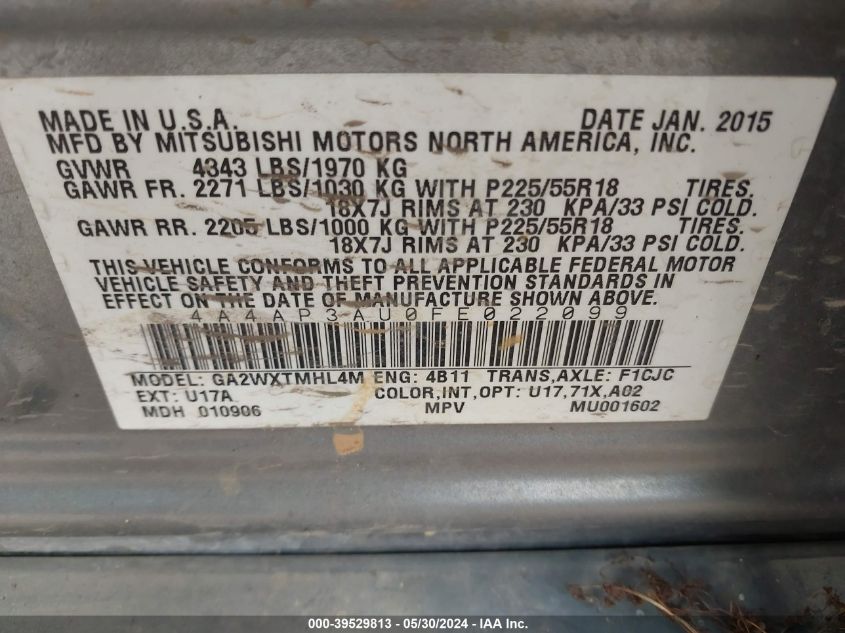 MADE IN U.S.A. DATE JAN. 2015
MFD BY MITSUBISHI MOTORS NORTH AMERICA, INC.
GVWR 4343 LBS/1970 KG
GAWR FR. 2271 LBS/1030 KG WITH P225/55R18 TIRES.
18X7J RIMS AT 230 KPA/33 PSI COLD.
GAWR RR. 2205 LBS/1000 KG WITH P225/55R18 TIRES.
18X7J RIMS AT 230 KPA/33 PSI COLD.
THIS VEHICLE CONFORMS TO ALL APPLICABLE FEDERAL MOTOR
VEHICLE SAFETY AND THEFT PREVENTION STANDARDS IN
EFFECT ON THE DATE OF MANUFACTURE SHOWN ABOVE.
4A4AP3AU0FE022099
MODEL: GA2WXTMHL4M ENG: 4B11 TRANS,AXLE: F1CJC
EXT: U17A COLOR,INT,OPT: U17,71X,A02
MDH 010906 MPV MU001602
000-39529813 - 05/30/2024 - IAA Inc.